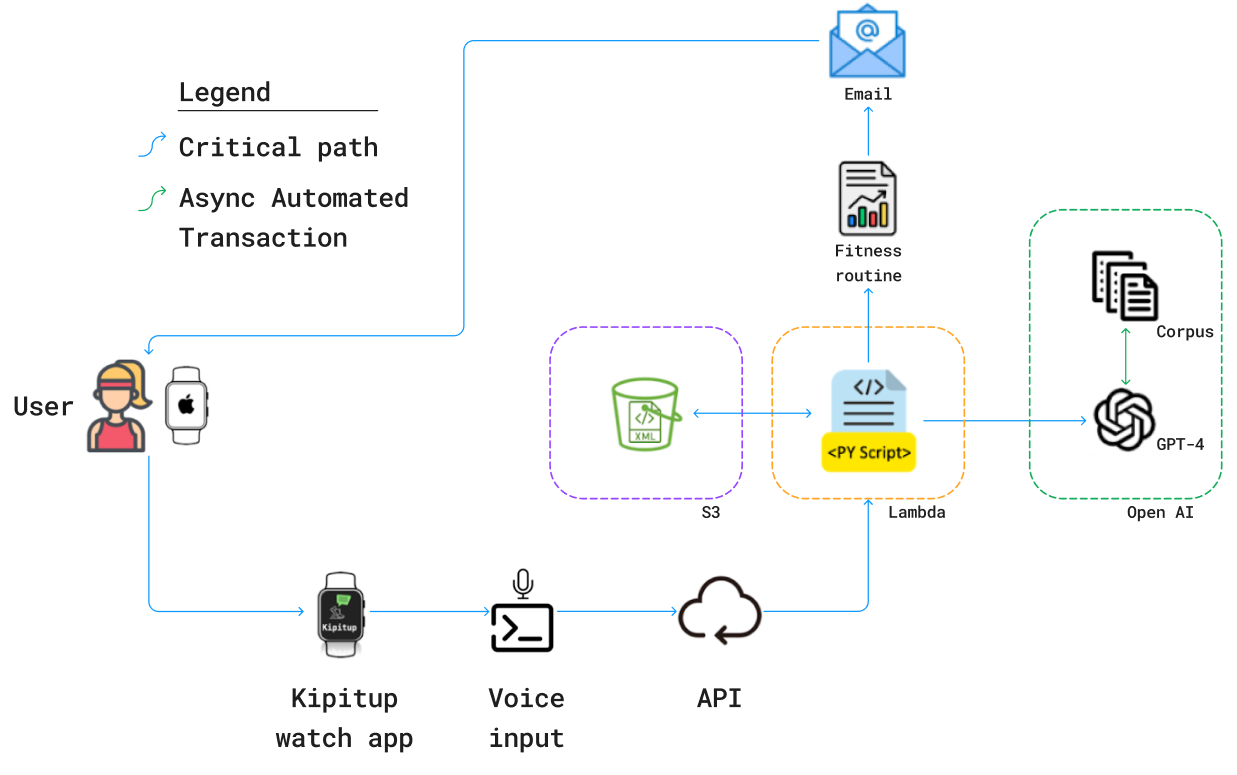 @
Email
Legend
Critical path
Async Automated
Transaction
Fitness
routine
Corpus
User
</>
XML
</>
<PY Script>
GPT-4
S3
Lambda
Open AI
Kipitup
Kipitup
watch app
Voice
input
API